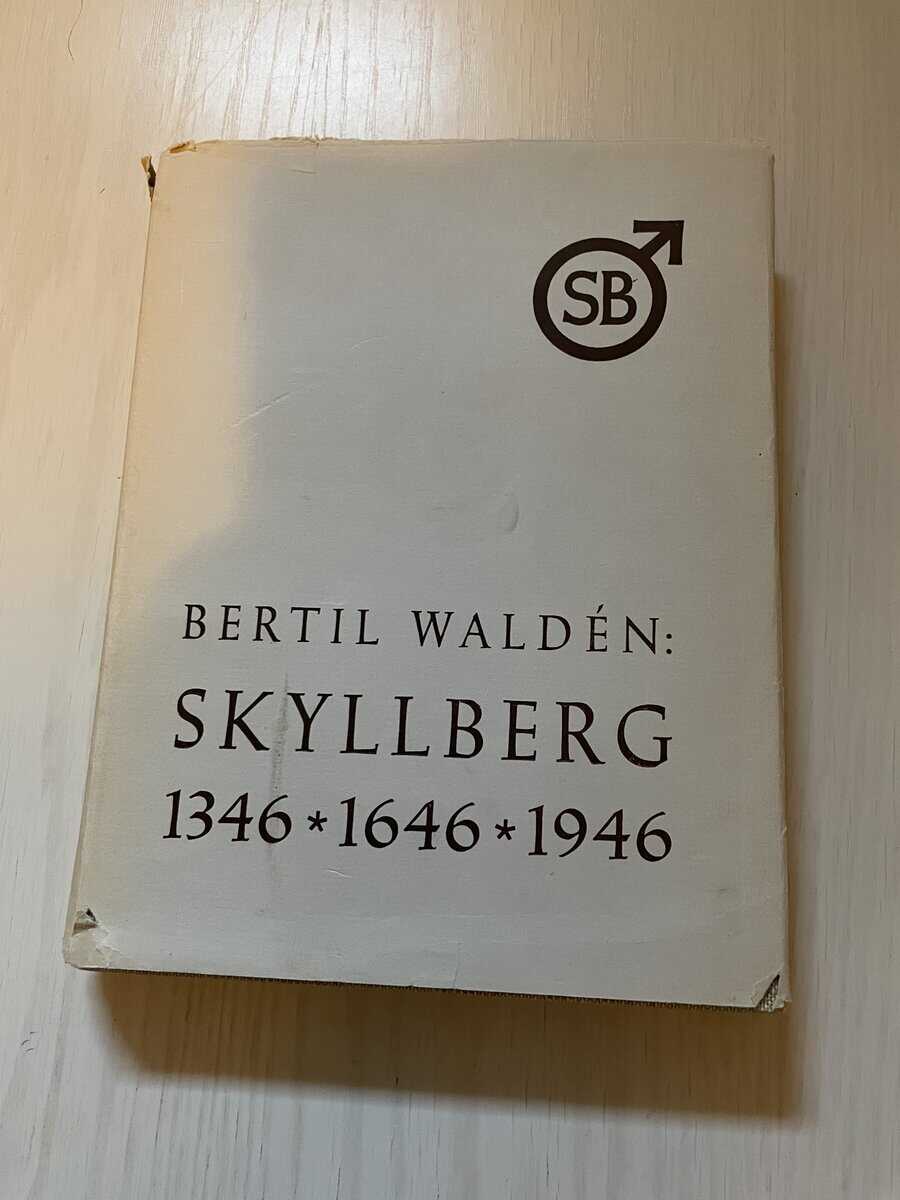 SB
BERTIL WALDÉN:
SKYLLBERG
1346 * 1646 * 1946